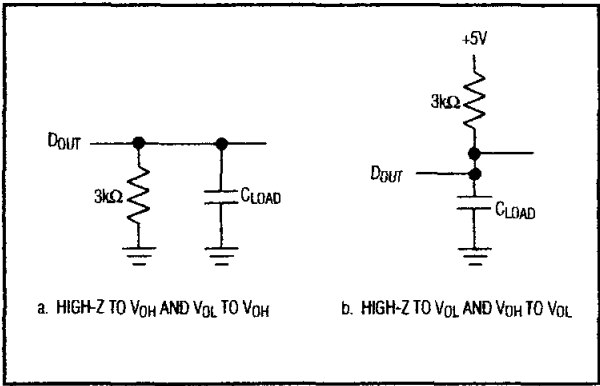 +5V
3kΩ
DOUT
DOUT
3kΩ
CLOAD
CLOAD
a. HIGH-Z TO VOH AND VOL TO VOH
b. HIGH-Z TO VOL AND VOH TO VOL